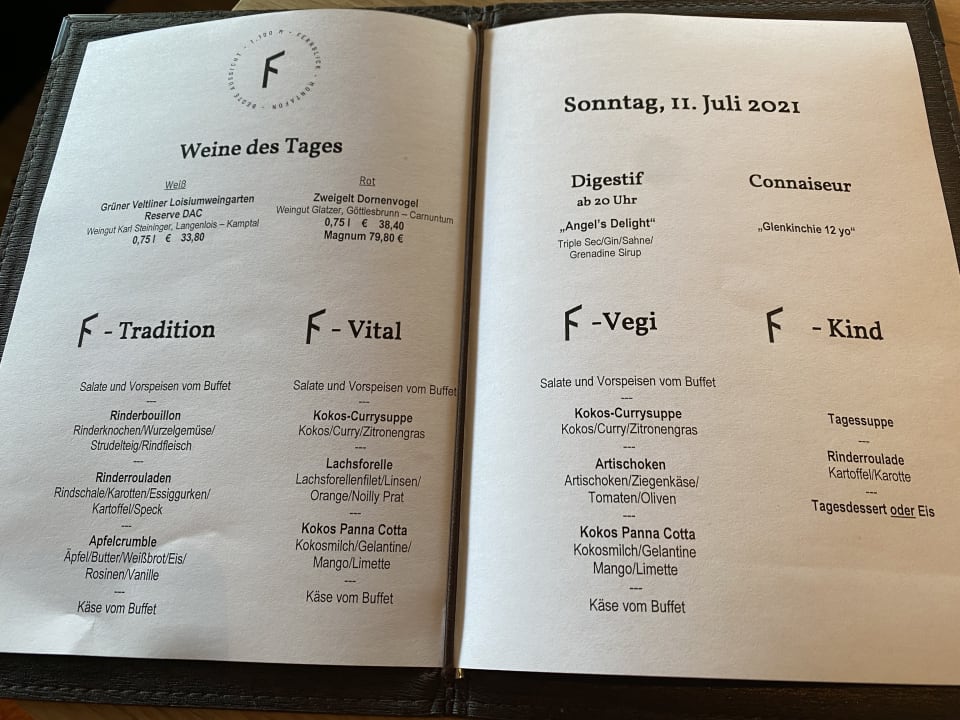 BESTE AUSSICHT - 1.100 M - FERNBLICK - MONTAFON -
F
Weine des Tages
Weiß
Grüner Veltliner Loisiumweingarten
Reserve DAC
Weingut Karl Steininger, Langenlois – Kamptal
0,75 l € 33,80
Rot
Zweigelt Dornenvogel
Weingut Glatzer, Göttlesbrunn – Carnuntum
0,75 l € 38,40
Magnum 79,80 €
F - Tradition
Salate und Vorspeisen vom Buffet
---
Rinderbouillon
Rinderknochen/Wurzelgemüse/
Strudelteig/Rindfleisch
---
Rinderrouladen
Rindschale/Karotten/Essiggurken/
Kartoffel/Speck
---
Apfelcrumble
Äpfel/Butter/Weißbrot/Eis/
Rosinen/Vanille
---
Käse vom Buffet
F - Vital
Salate und Vorspeisen vom Buffet
---
Kokos-Currysuppe
Kokos/Curry/Zitronengras
---
Lachsforelle
Lachsforellenfilet/Linsen/
Orange/Noilly Prat
---
Kokos Panna Cotta
Kokosmilch/Gelantine/
Mango/Limette
---
Käse vom Buffet
Sonntag, 11. Juli 2021
Digestif
ab 20 Uhr
„Angel's Delight“
Triple Sec/Gin/Sahne/
Grenadine Sirup
Connaiseur
„Glenkinchie 12 yo“
F -Vegi
Salate und Vorspeisen vom Buffet
---
Kokos-Currysuppe
Kokos/Curry/Zitronengras
---
Artischoken
Artischoken/Ziegenkäse/
Tomaten/Oliven
---
Kokos Panna Cotta
Kokosmilch/Gelantine
Mango/Limette
---
Käse vom Buffet
F - Kind
Tagessuppe
---
Rinderroulade
Kartoffel/Karotte
---
Tagesdessert oder Eis